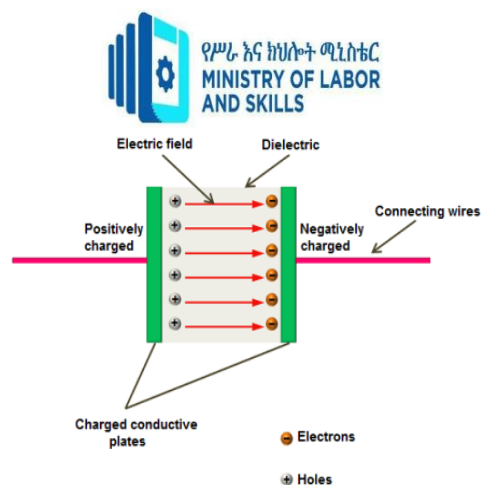 የሥራ እና ክህሎት ሚኒስቴር
MINISTRY OF LABOR
AND SKILLS
Electric field
Dielectric
Connecting wires
Positively
charged
Negatively
charged
Charged conductive
plates
Electrons
Holes